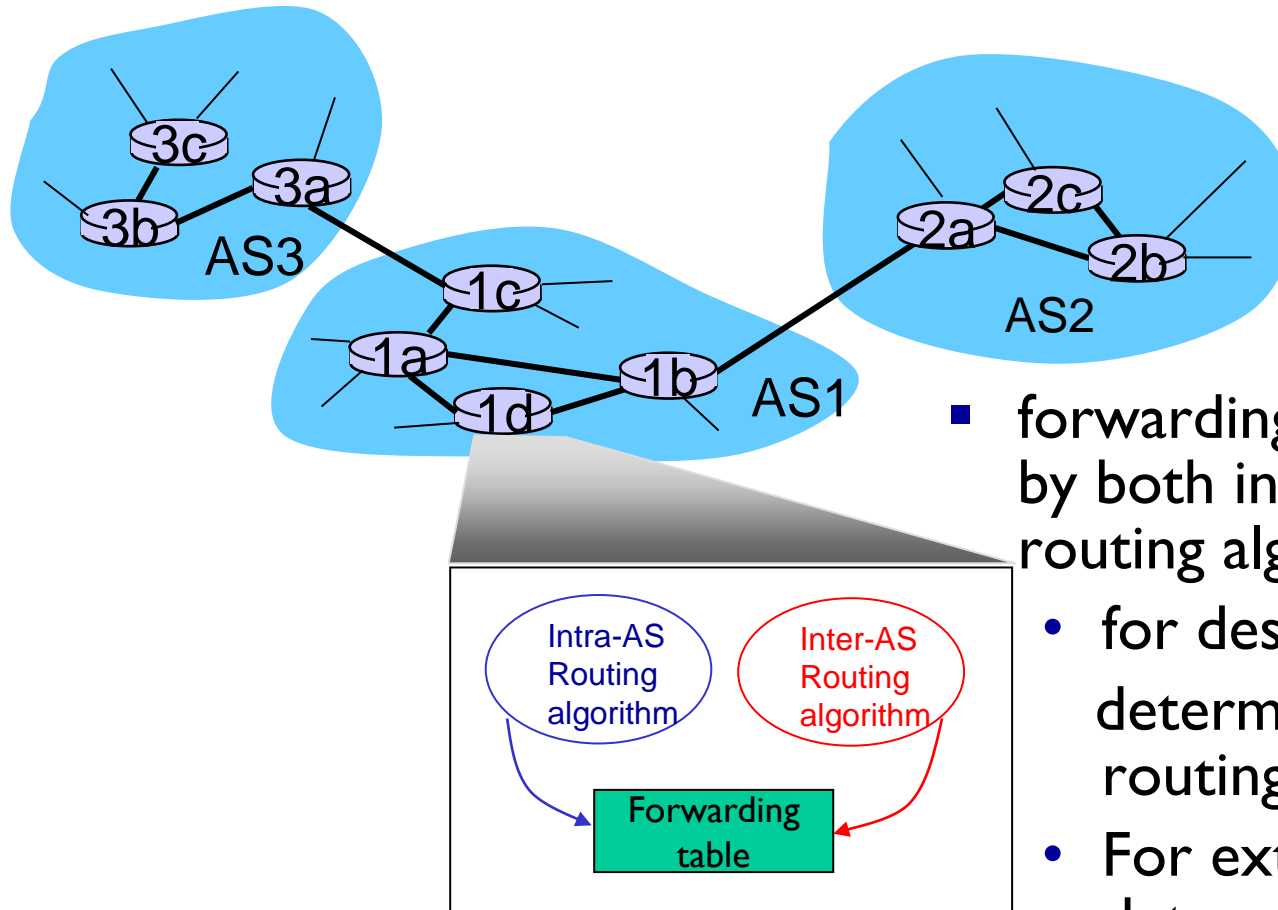 3c
3a
3b
AS3
2c
2a
2b
AS2
1c
1a
1b
1d
AS1
forwarding
by both in
routing alg
for des
determ
routing
For ext
Intra-AS
Routing
algorithm
Inter-AS
Routing
algorithm
Forwarding
table